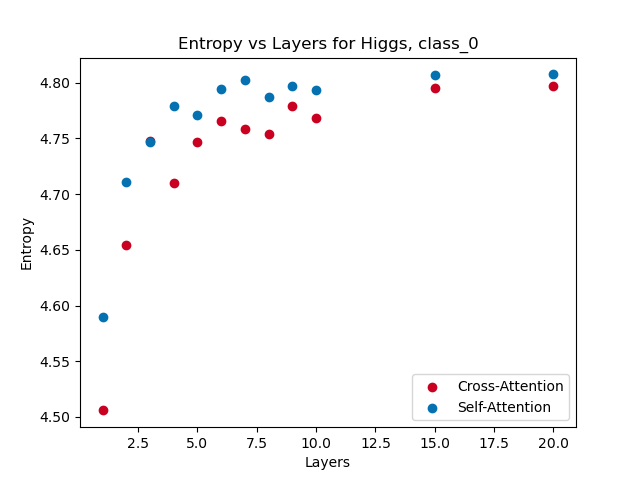 Entropy vs Layers for Higgs, class_0
4.80
4.75
4.70
4.65
4.60
4.55
4.50
Entropy
2.5 5.0 7.5 10.0 12.5 15.0 17.5 20.0
Layers
Cross-Attention
Self-Attention